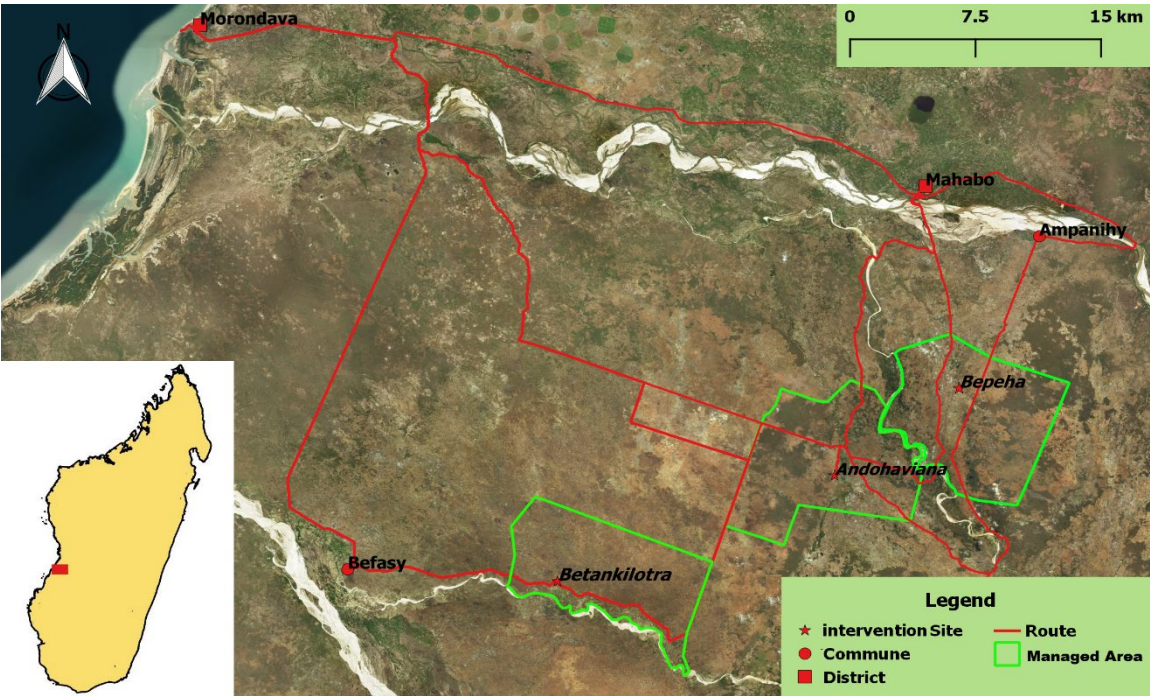 Morondava
N
0 7.5 15 km
Mahabo
Ampanihy
Bepeha
Andohaviana
Befasy
Betankilotra
Legend
intervention Site
Route
Commune
Managed Area
District